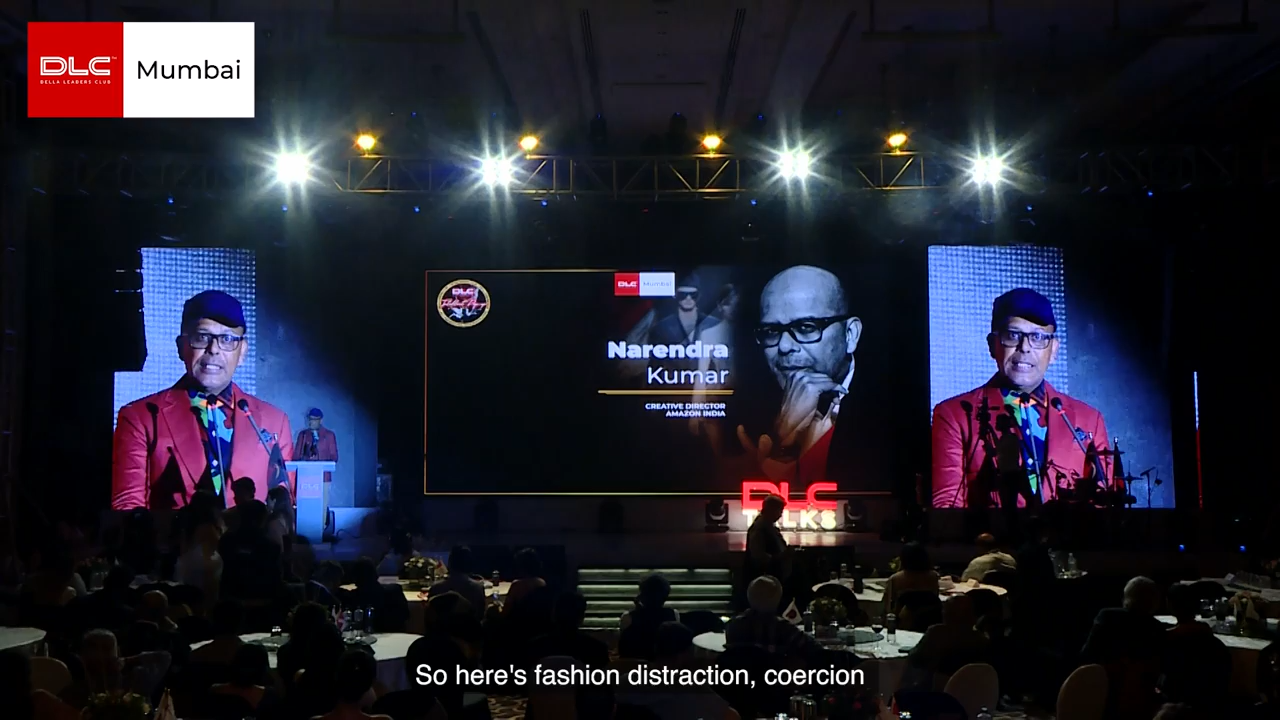 DLC
DELLA LEADERS CLUB
Mumbai
DLC
DLC
Mumbai
Narendra
Kumar
CREATIVE DIRECTOR
AMAZON INDIA
DLC
TALKS
So here's fashion distraction, coercion